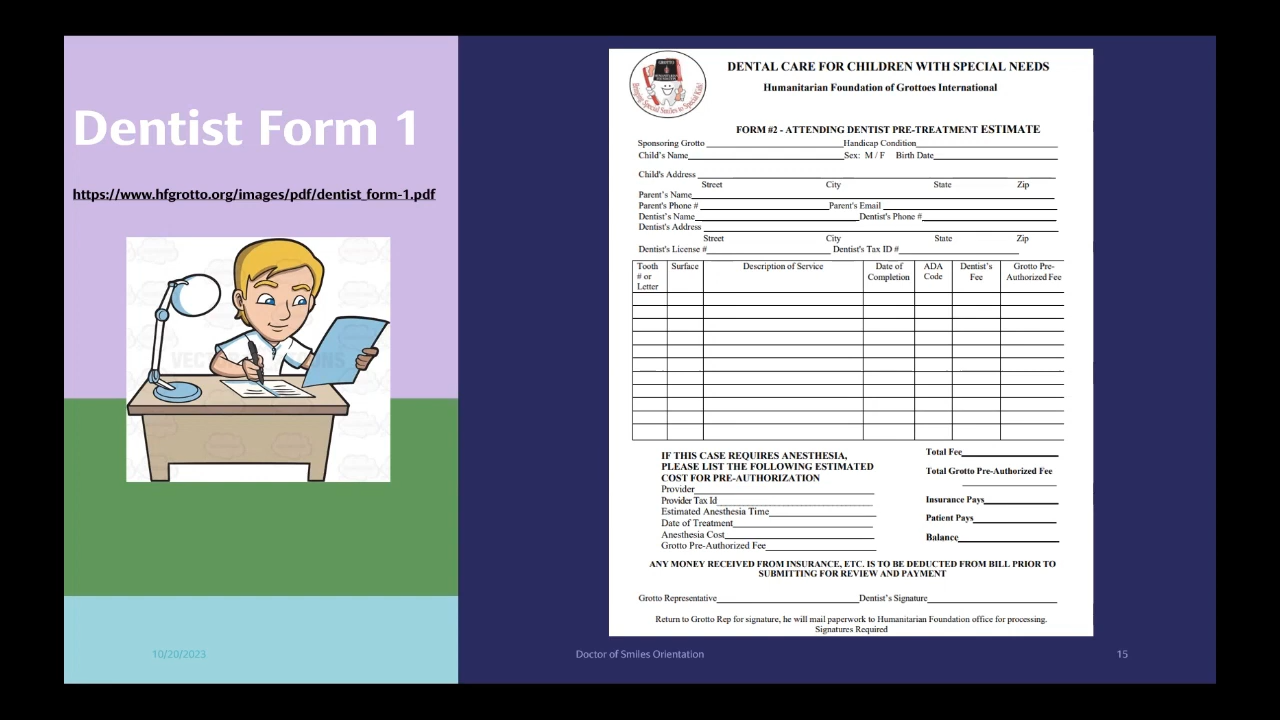 Dentist Form 1
https://www.hfgrotto.org/images/pdf/dentist_form-1.pdf
10/20/2023
GROTTO
HUMANITARIAN
FOUNDATION
Bringing Special Smiles to Special Kids!
DENTAL CARE FOR CHILDREN WITH SPECIAL NEEDS
Humanitarian Foundation of Grottoes International
FORM #2 - ATTENDING DENTIST PRE-TREATMENT ESTIMATE
Sponsoring Grotto Handicap Condition
Child's Name Sex: M / F Birth Date
Child's Address
Street City State Zip
Parent's Name
Parent's Phone # Parent's Email
Dentist's Name Dentist's Phone #
Dentist's Address
Street City State Zip
Dentist's License # Dentist's Tax ID #
Tooth # or Letter Surface Description of Service Date of Completion ADA Code Dentist's Fee Grotto Pre-Authorized Fee
IF THIS CASE REQUIRES ANESTHESIA,
PLEASE LIST THE FOLLOWING ESTIMATED
COST FOR PRE-AUTHORIZATION
Provider
Provider Tax Id
Estimated Anesthesia Time
Date of Treatment
Anesthesia Cost
Grotto Pre-Authorized Fee
Total Fee
Total Grotto Pre-Authorized Fee
Insurance Pays
Patient Pays
Balance
ANY MONEY RECEIVED FROM INSURANCE, ETC. IS TO BE DEDUCTED FROM BILL PRIOR TO
SUBMITTING FOR REVIEW AND PAYMENT
Grotto Representative Dentist's Signature
Return to Grotto Rep for signature, he will mail paperwork to Humanitarian Foundation office for processing.
Signatures Required
Doctor of Smiles Orientation
15